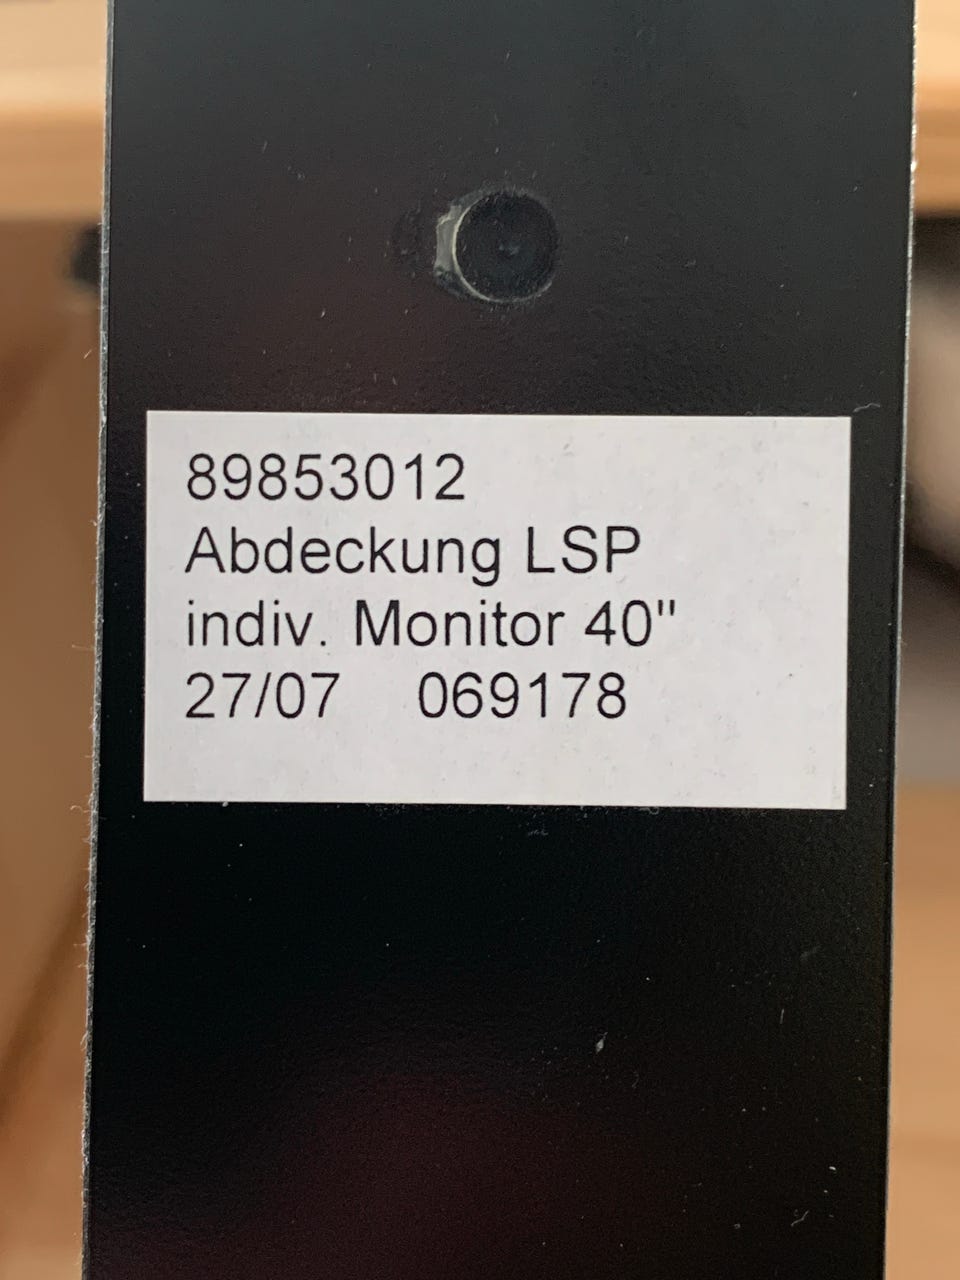 89853012
Abdeckung LSP
indiv. Monitor 40"
27/07 069178